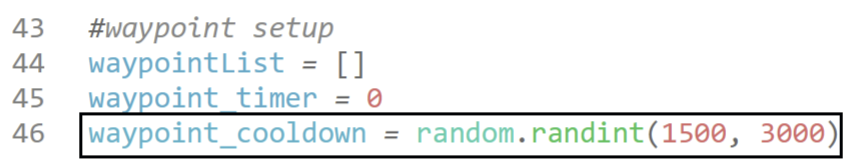 43 #waypoint setup
44 waypointList = []
45 waypoint_timer = 0
46 waypoint_cooldown = random.randint(1500, 3000)